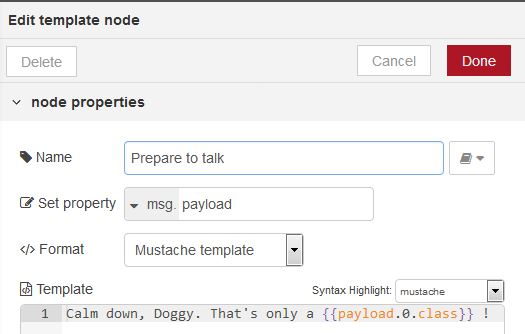 Edit template node
Delete Cancel Done
node properties
Name Prepare to talk
Set property msg. payload
</> Format Mustache template
Template Syntax Highlight: mustache
1 Calm down, Doggy. That's only a {{payload.0.class}} !